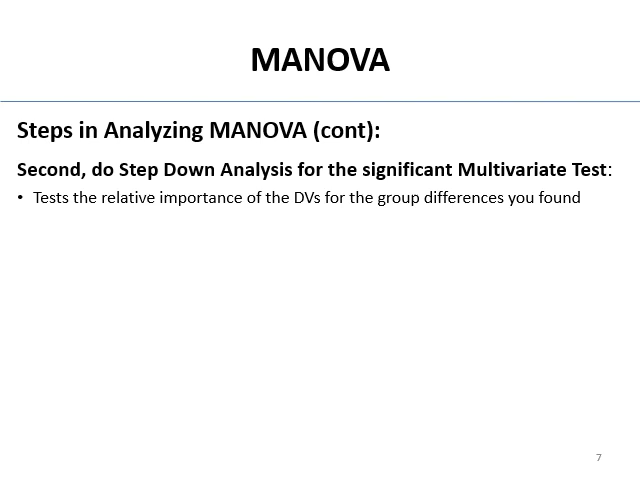 MANOVA
Steps in Analyzing MANOVA (cont):
Second, do Step Down Analysis for the significant Multivariate Test:
• Tests the relative importance of the DVs for the group differences you found
7